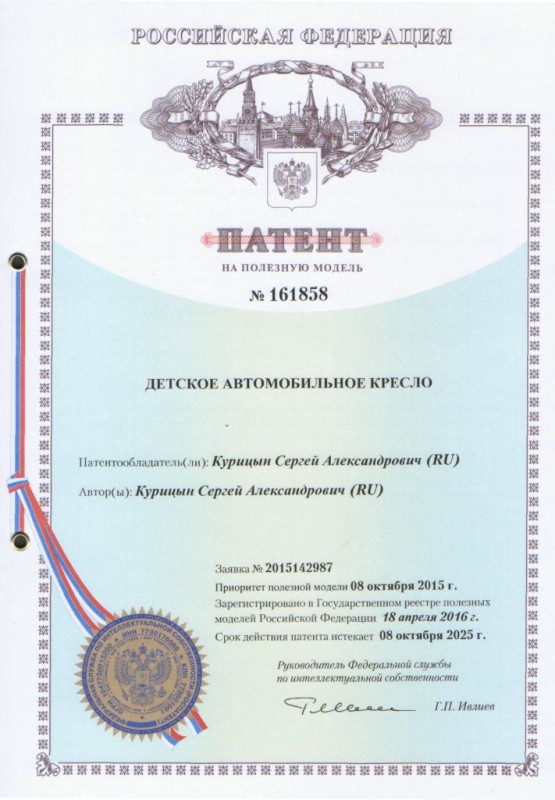 РОССИЙСКАЯ ФЕДЕРАЦИЯ
ПАТЕНТ
НА ПОЛЕЗНУЮ МОДЕЛЬ
№ 161858
ДЕТСКОЕ АВТОМОБИЛЬНОЕ КРЕСЛО
Патентообладатель(ли): Курицын Сергей Александрович (RU)
Автор(ы): Курицын Сергей Александрович (RU)
Заявка № 2015142987
Приоритет полезной модели 08 октября 2015 г.
Зарегистрировано в Государственном реестре полезных
моделей Российской Федерации 18 апреля 2016 г.
Срок действия патента истекает 08 октября 2025 г.
Руководитель Федеральной службы
по интеллектуальной собственности
Г.П. Ивлиев